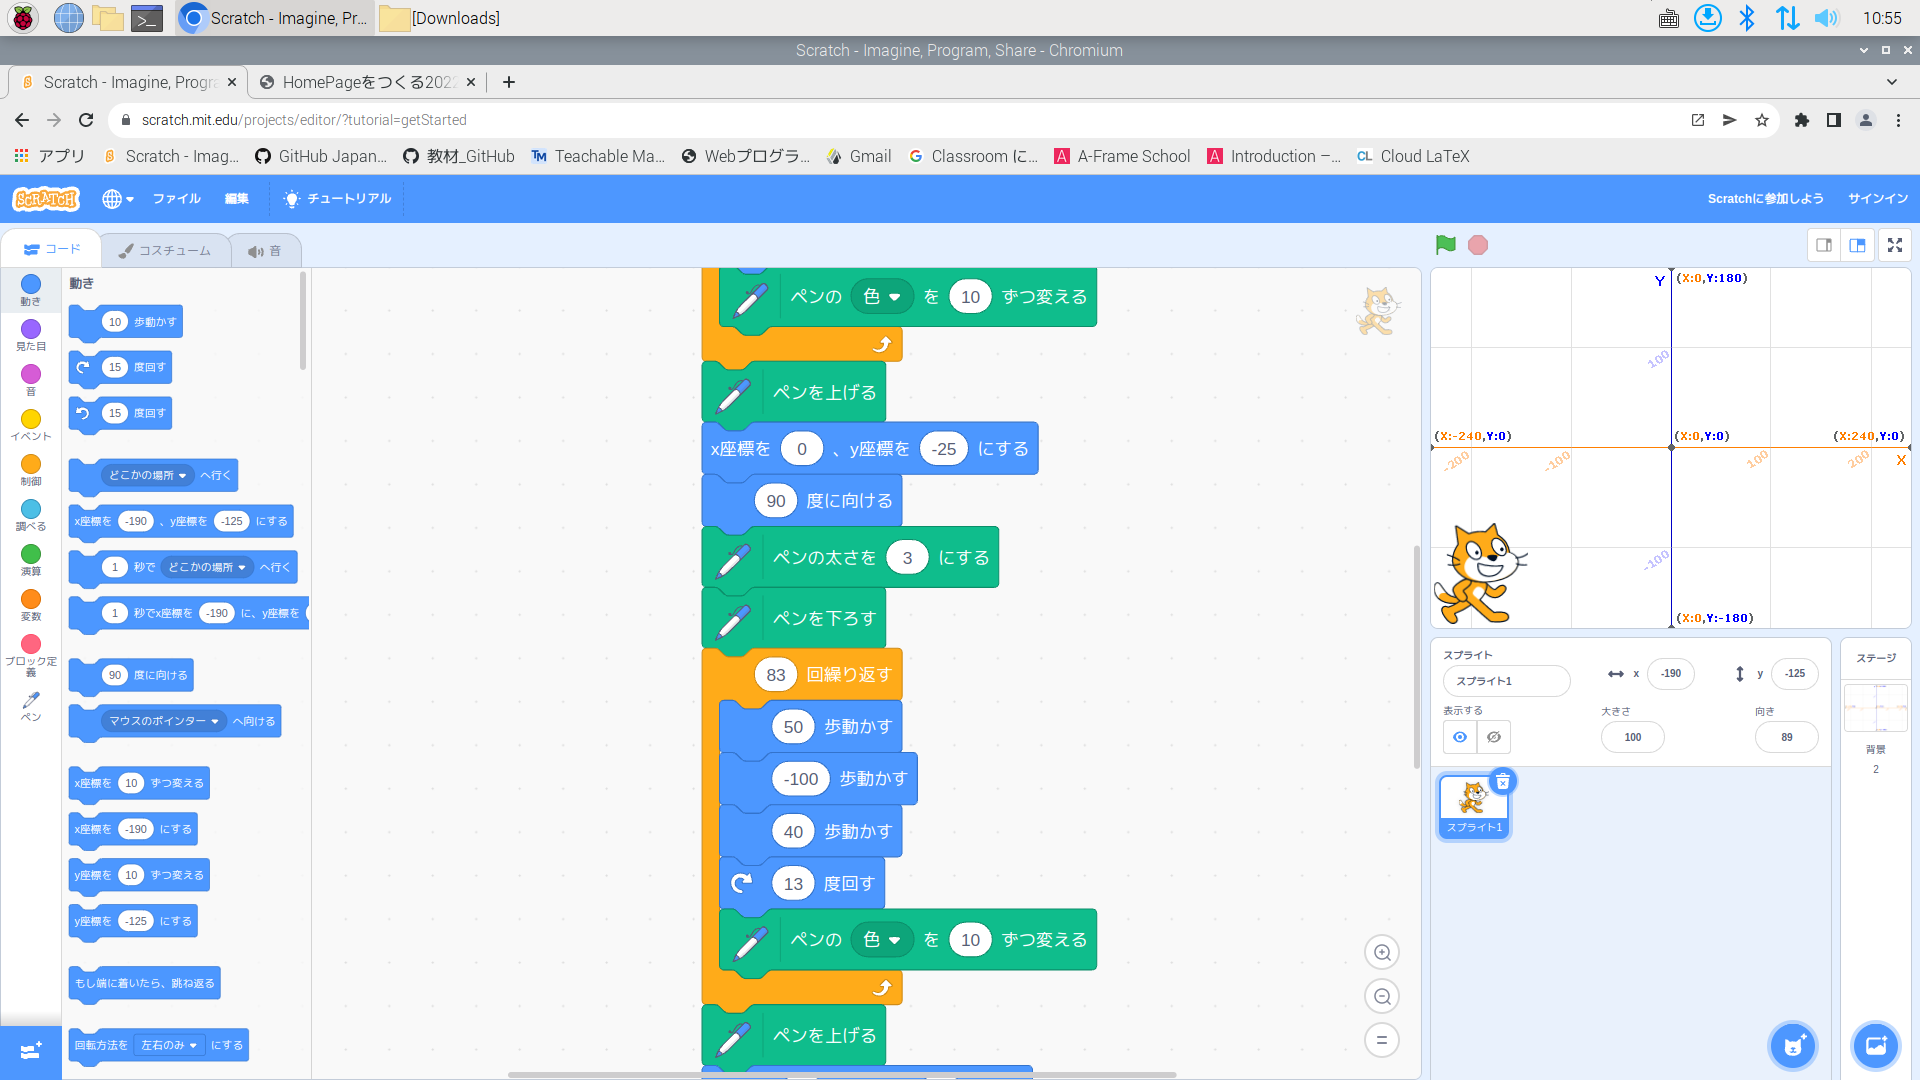 Scratch - Imagine, Pr...
[Downloads]
10:55
Scratch - Imagine, Program, Share - Chromium
Scratch - Imagine, Progra
HomePageをつくる202
scratch.mit.edu/projects/editor/?tutorial=getStarted
アプリ
Scratch - Imag...
GitHub Japan...
教材_GitHub
TM Teachable Ma...
Webプログラ...
Gmail
G Classroom に...
A A-Frame School
A Introduction –...
CL Cloud LaTeX
SCRATCH
ファイル
編集
チュートリアル
Scratchに参加しよう
サインイン
コード
コスチューム
音
動き
見た目
音
イベント
制御
調べる
演算
変数
ブロック定義
ペン
動き
10 歩動かす
15 度回す
15 度回す
どこかの場所 へ行く
x座標を -190 、y座標を -125 にする
1 秒で どこかの場所 へ行く
1 秒でx座標を -190 に、y座標を
90 度に向ける
マウスのポインター へ向ける
x座標を 10 ずつ変える
x座標を -190 にする
y座標を 10 ずつ変える
y座標を -125 にする
もし端に着いたら、跳ね返る
回転方法を 左右のみ にする
ペンの 色 を 10 ずつ変える
ペンを上げる
x座標を 0 、y座標を -25 にする
90 度に向ける
ペンの太さを 3 にする
ペンを下ろす
83 回繰り返す
50 歩動かす
-100 歩動かす
40 歩動かす
13 度回す
ペンの 色 を 10 ずつ変える
ペンを上げる
Y (X:0,Y:180)
100
(X:-240,Y:0) (X:0,Y:0) (X:240,Y:0)
-200 -100 100 200 X
-100
(X:0,Y:-180)
スプライト
スプライト1
x -190
y -125
表示する
大きさ
100
向き
89
スプライト1
ステージ
背景
2